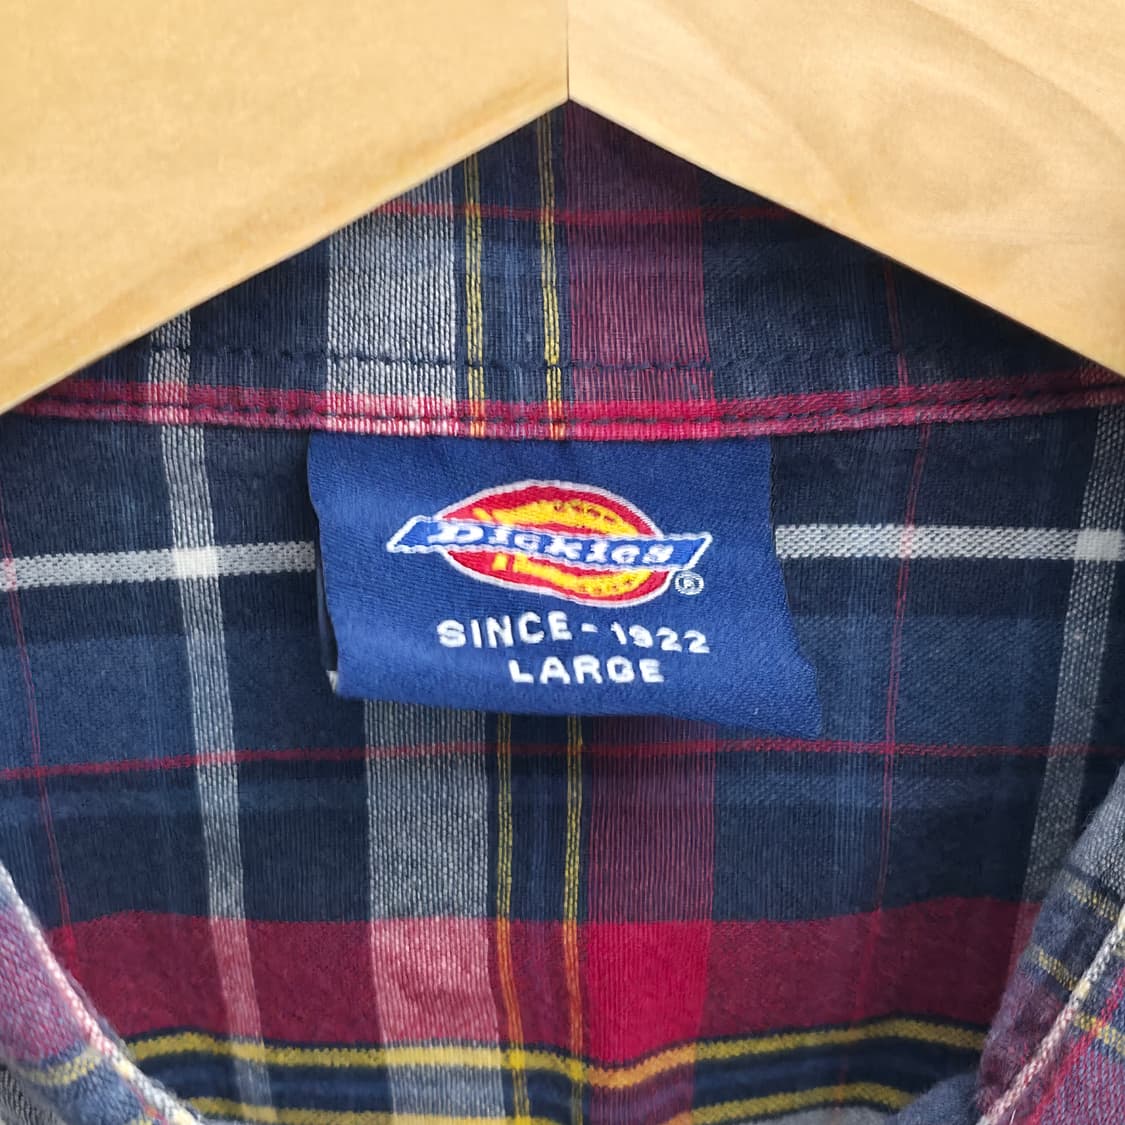 DICKIES
®
SINCE - 1922
LARGE